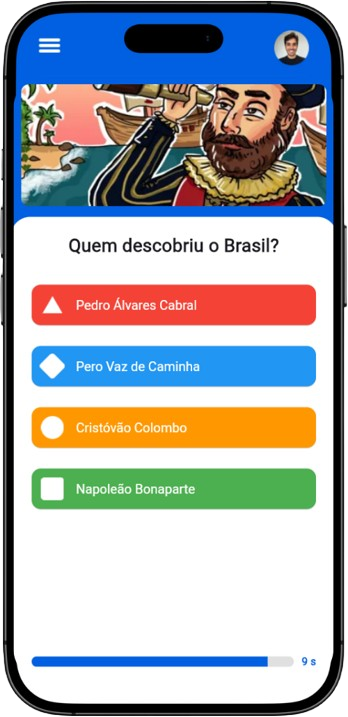 Quem descobriu o Brasil?
Pedro Álvares Cabral
Pero Vaz de Caminha
Cristóvão Colombo
Napoleão Bonaparte
9 s